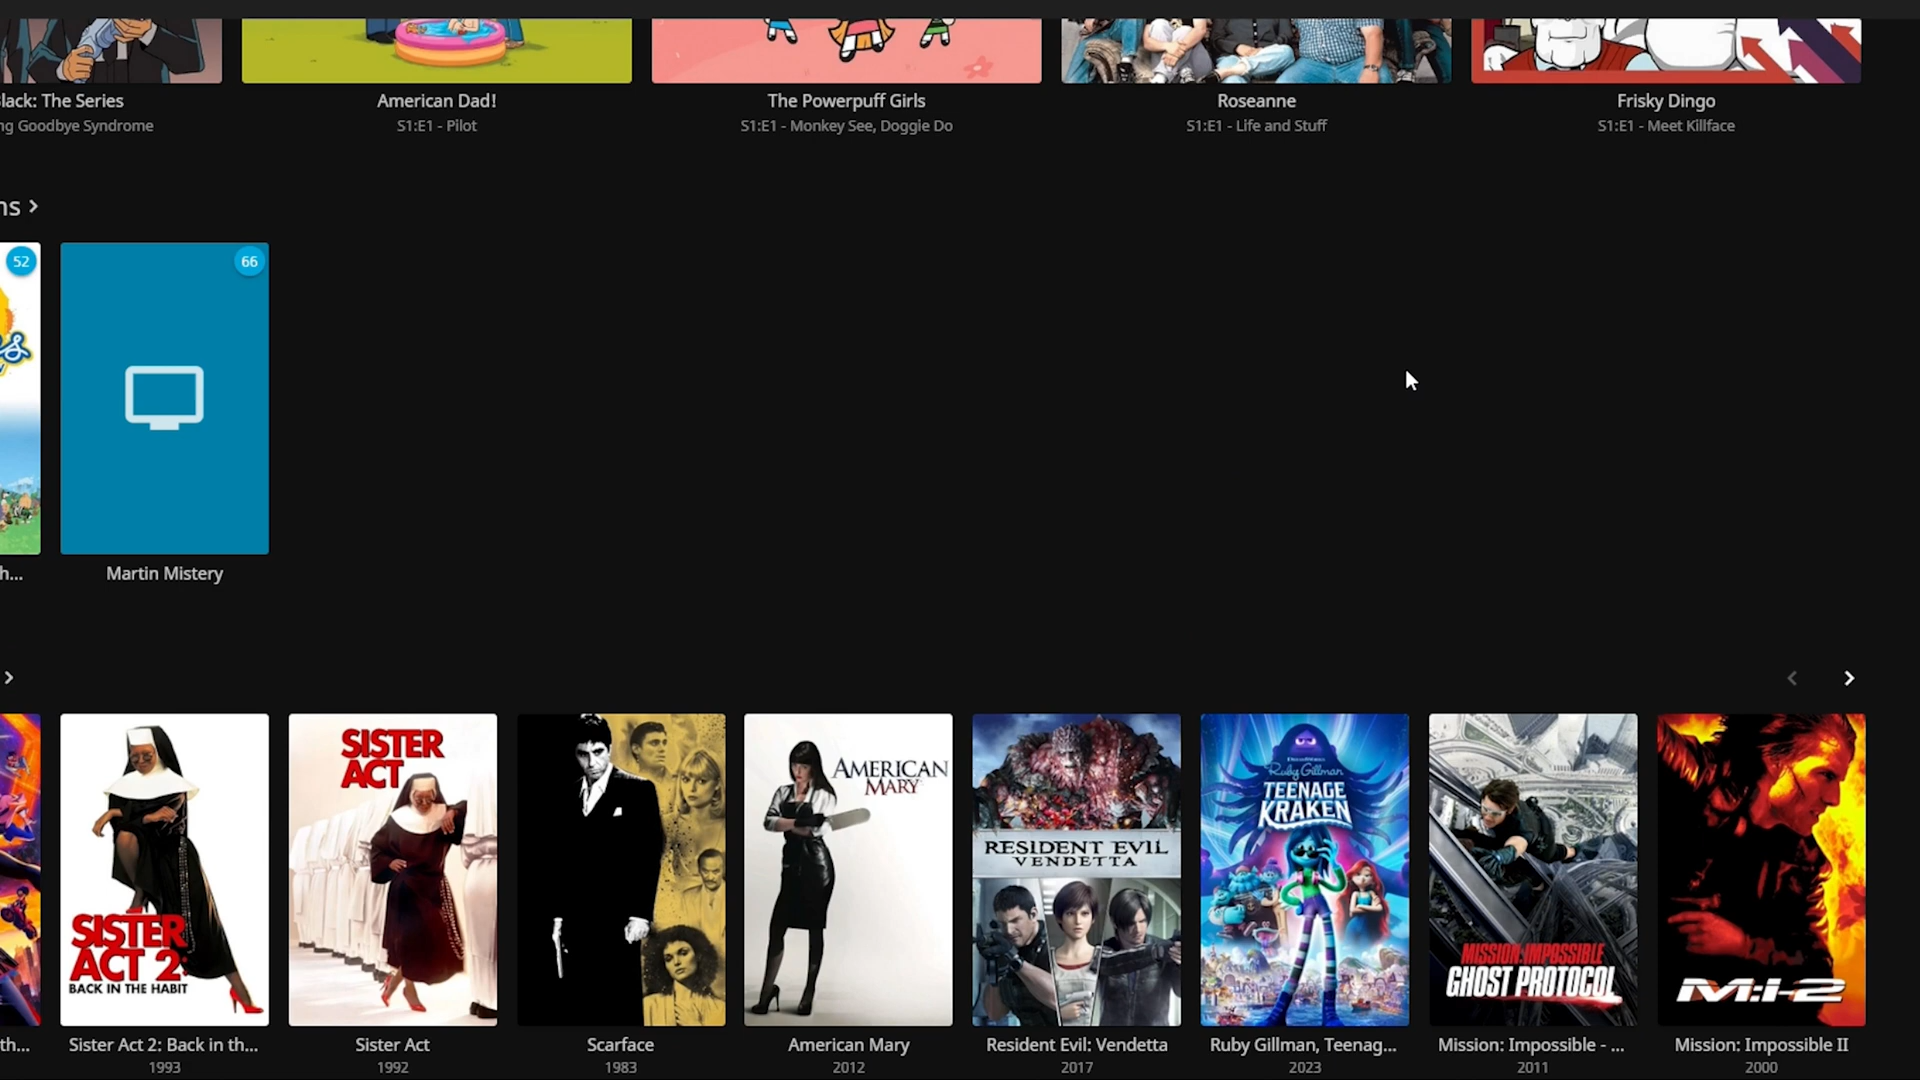 lack: The Series
American Dad!
The Powerpuff Girls
Roseanne
Frisky Dingo
ng Goodbye Syndrome
S1:E1 - Pilot
S1:E1 - Monkey See, Doggie Do
S1:E1 - Life and Stuff
S1:E1 - Meet Killface
ns >
52
66
h...
Martin Mistery
SISTER
ACT 2:
BACK IN THE HABIT
SISTER
ACT
AMERICAN
MARY
RESIDENT EVIL
VENDETTA
DreamWorks
Ruby Gillman
TEENAGE
KRAKEN
MISSION: IMPOSSIBLE
GHOST PROTOCOL
M:I-2
th...
Sister Act 2: Back in th...
Sister Act
Scarface
American Mary
Resident Evil: Vendetta
Ruby Gillman, Teenag...
Mission: Impossible - ...
Mission: Impossible II
1993
1992
1983
2012
2017
2023
2011
2000